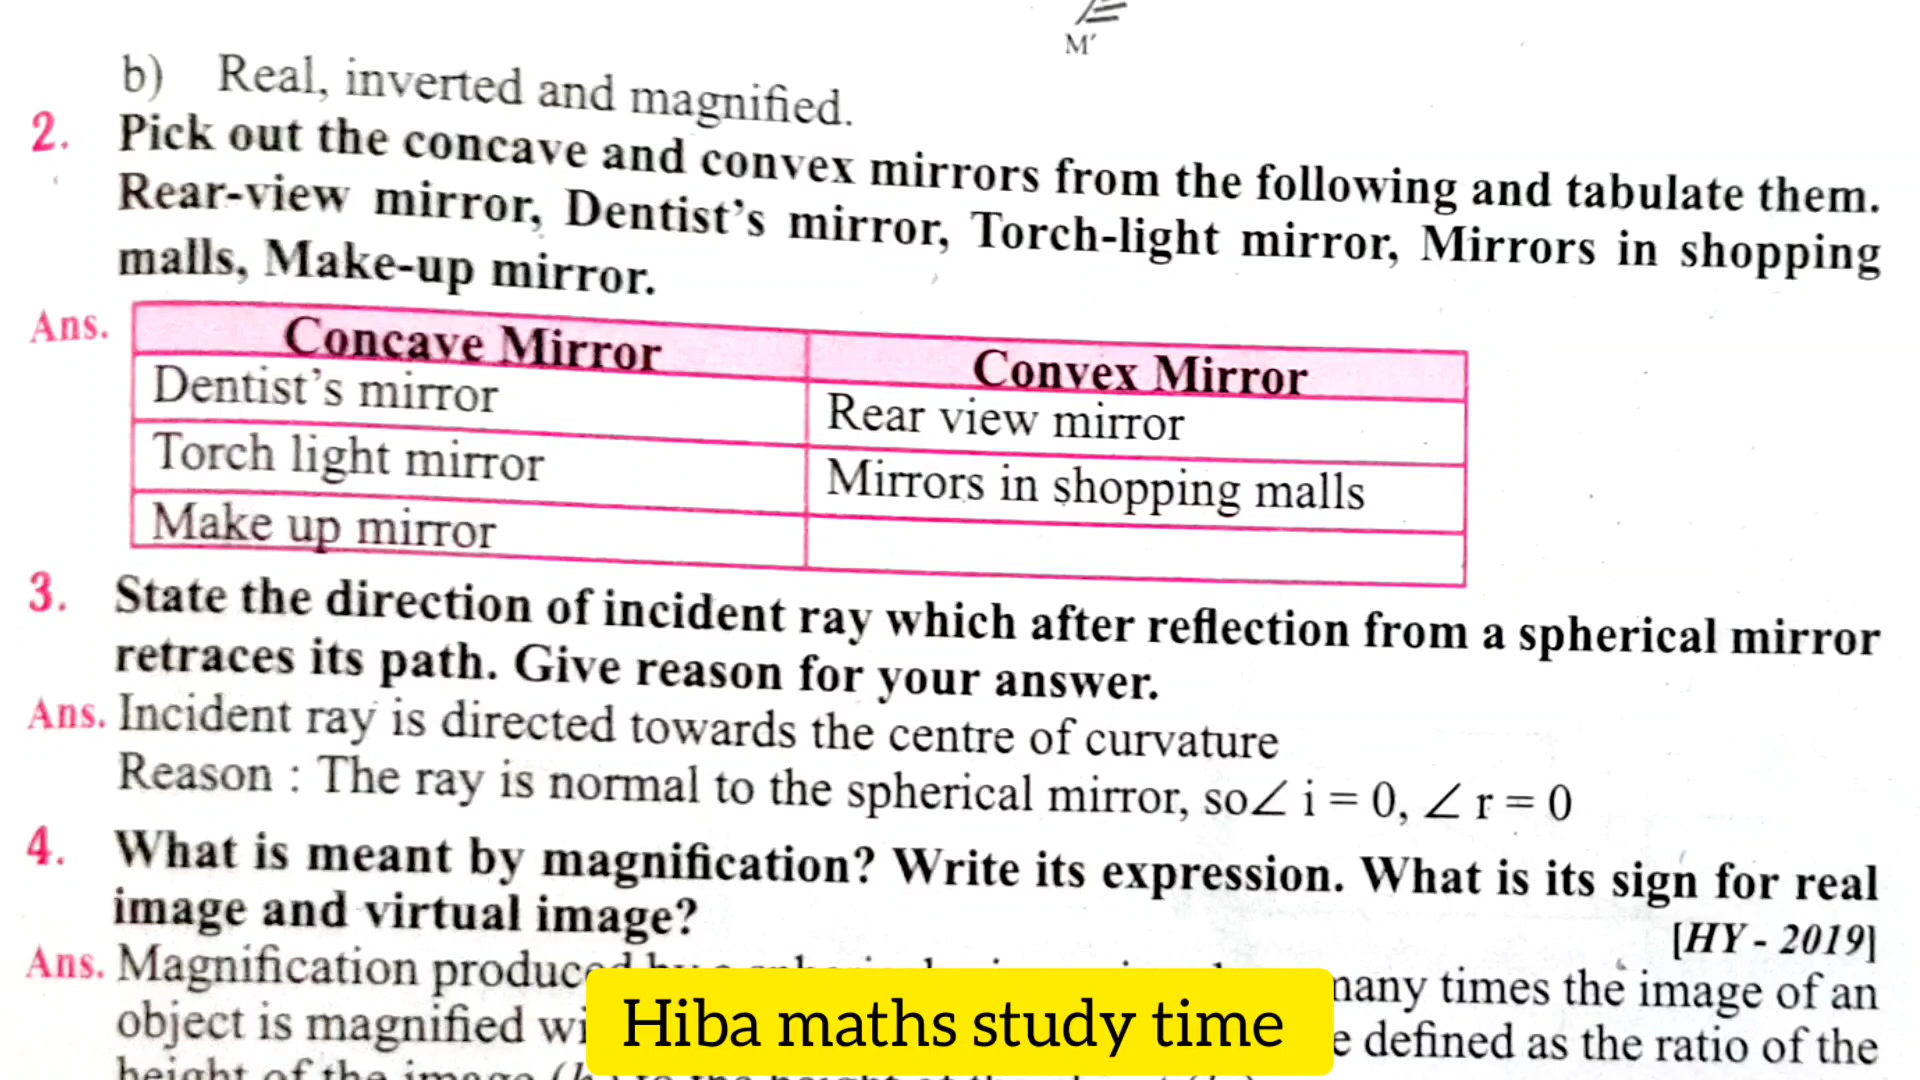 M′
b) Real, inverted and magnified.
2. Pick out the concave and convex mirrors from the following and tabulate them.
Rear-view mirror, Dentist's mirror, Torch-light mirror, Mirrors in shopping
malls, Make-up mirror.
Ans.
Concave Mirror Convex Mirror
Dentist's mirror Rear view mirror
Torch light mirror Mirrors in shopping malls
Make up mirror
3. State the direction of incident ray which after reflection from a spherical mirror
retraces its path. Give reason for your answer.
Ans. Incident ray is directed towards the centre of curvature
Reason : The ray is normal to the spherical mirror, so∠ i = 0, ∠ r = 0
4. What is meant by magnification? Write its expression. What is its sign for real
image and virtual image?
[HY - 2019]
Ans. Magnification many times the image of an
object is magnified defined as the ratio of the
height of the image
Hiba maths study time